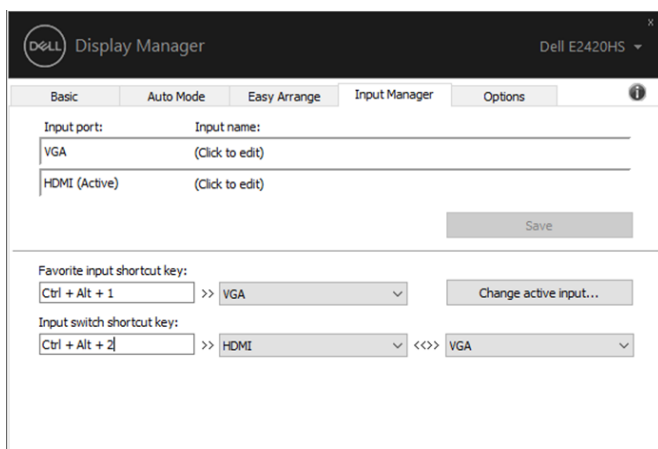 x
DELL Display Manager Dell E2420HS
Basic Auto Mode Easy Arrange Input Manager Options i
Input port: Input name:
VGA (Click to edit)
HDMI (Active) (Click to edit)
Save
Favorite input shortcut key:
Ctrl + Alt + 1 >> VGA Change active input...
Input switch shortcut key:
Ctrl + Alt + 2 >> HDMI <<>> VGA